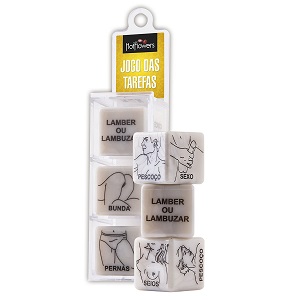 Hotflowers
JOGO DAS
TAREFAS
LAMBER
OU
LAMBUZAR
BUNDA
PERNAS
PESCOÇO
SEXO
LAMBER
OU
LAMBUZAR
SEIOS
PESCOÇO